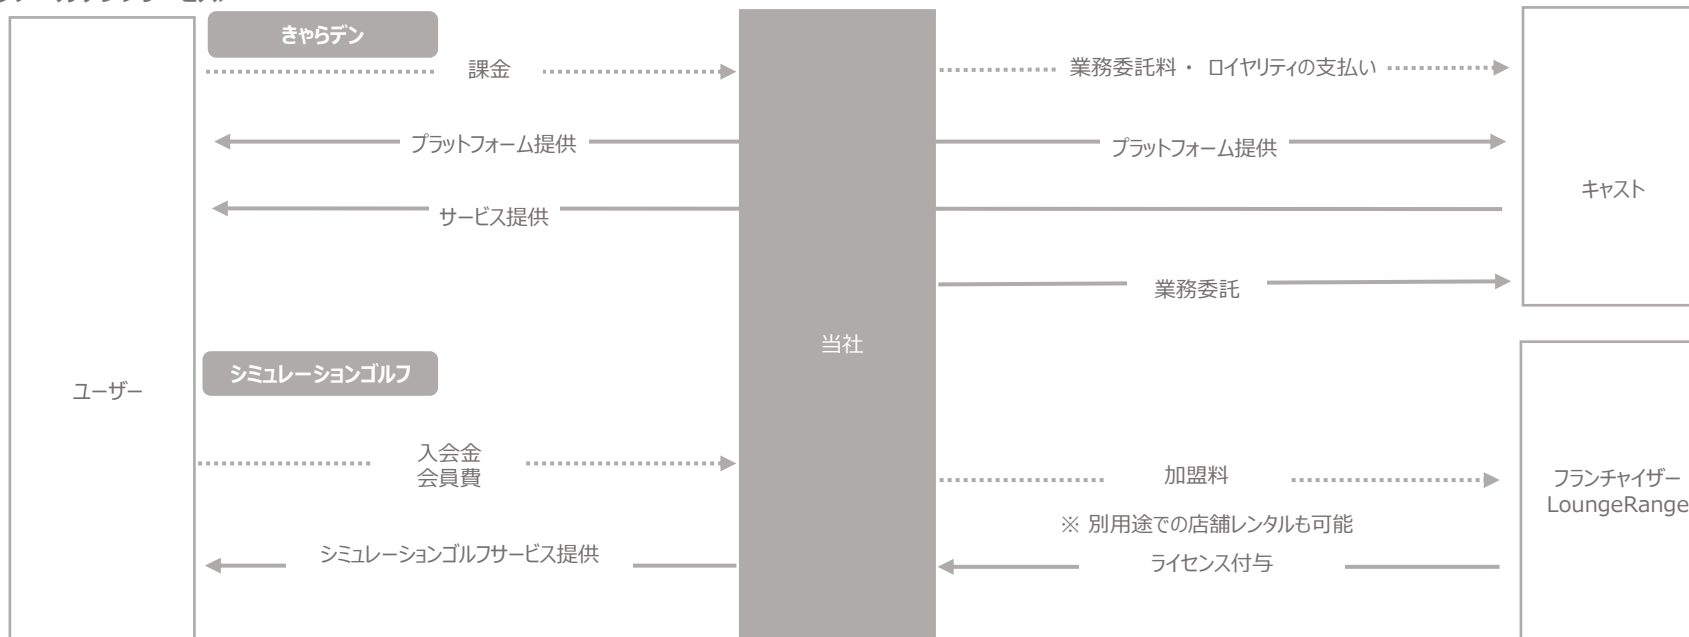 きゃらデン
課金
業務委託料・ ロイヤリティの支払い
プラットフォーム提供
プラットフォーム提供
キャスト
サービス提供
業務委託
当社
シミュレーションゴルフ
ユーザー
入会金
会員費
加盟料
フランチャイザー
LoungeRange
※ 別用途での店舗レンタルも可能
シミュレーションゴルフサービス提供
ライセンス付与